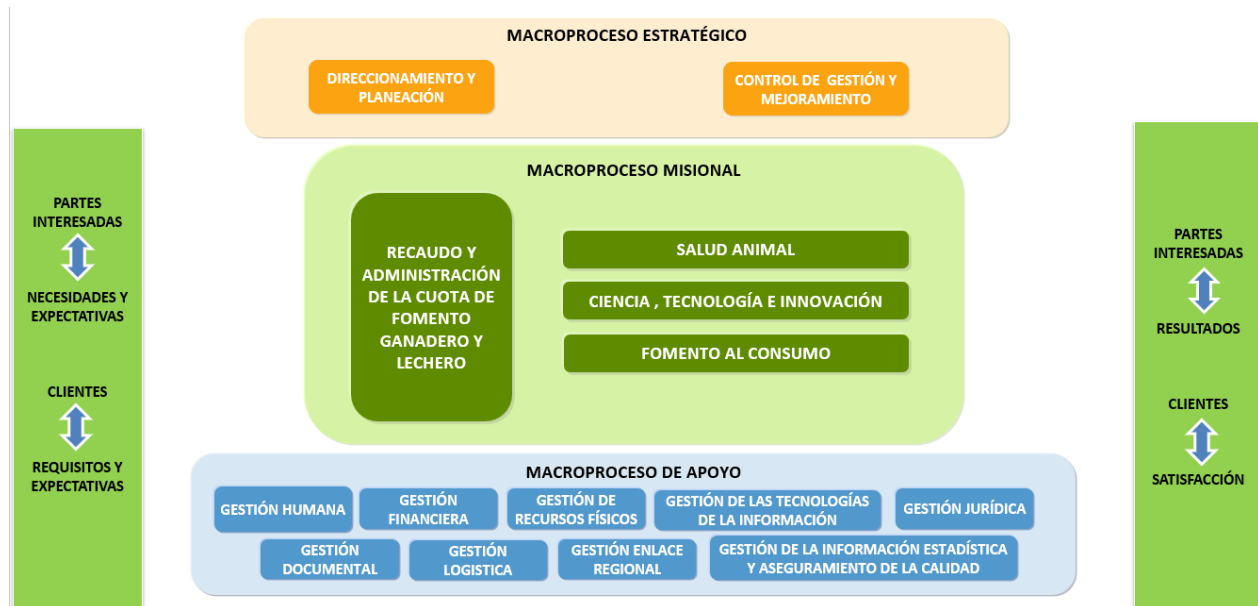 MACROPROCESO ESTRATÉGICO
DIRECCIONAMIENTO Y
PLANEACIÓN
CONTROL DE GESTIÓN Y
MEJORAMIENTO
PARTES
INTERESADAS
NECESIDADES Y
EXPECTATIVAS
CLIENTES
REQUISITOS Y
EXPECTATIVAS
MACROPROCESO MISIONAL
RECAUDO Y
ADMINISTRACIÓN
DE LA CUOTA DE
FOMENTO
GANADERO Y
LECHERO
SALUD ANIMAL
CIENCIA , TECNOLOGÍA E INNOVACIÓN
FOMENTO AL CONSUMO
PARTES
INTERESADAS
RESULTADOS
CLIENTES
SATISFACCIÓN
MACROPROCESO DE APOYO
GESTIÓN HUMANA
GESTIÓN
FINANCIERA
GESTIÓN DE
RECURSOS FÍSICOS
GESTIÓN DE LAS TECNOLOGÍAS
DE LA INFORMACIÓN
GESTIÓN JURÍDICA
GESTIÓN
DOCUMENTAL
GESTIÓN
LOGISTICA
GESTIÓN ENLACE
REGIONAL
GESTIÓN DE LA INFORMACIÓN ESTADÍSTICA
Y ASEGURAMIENTO DE LA CALIDAD